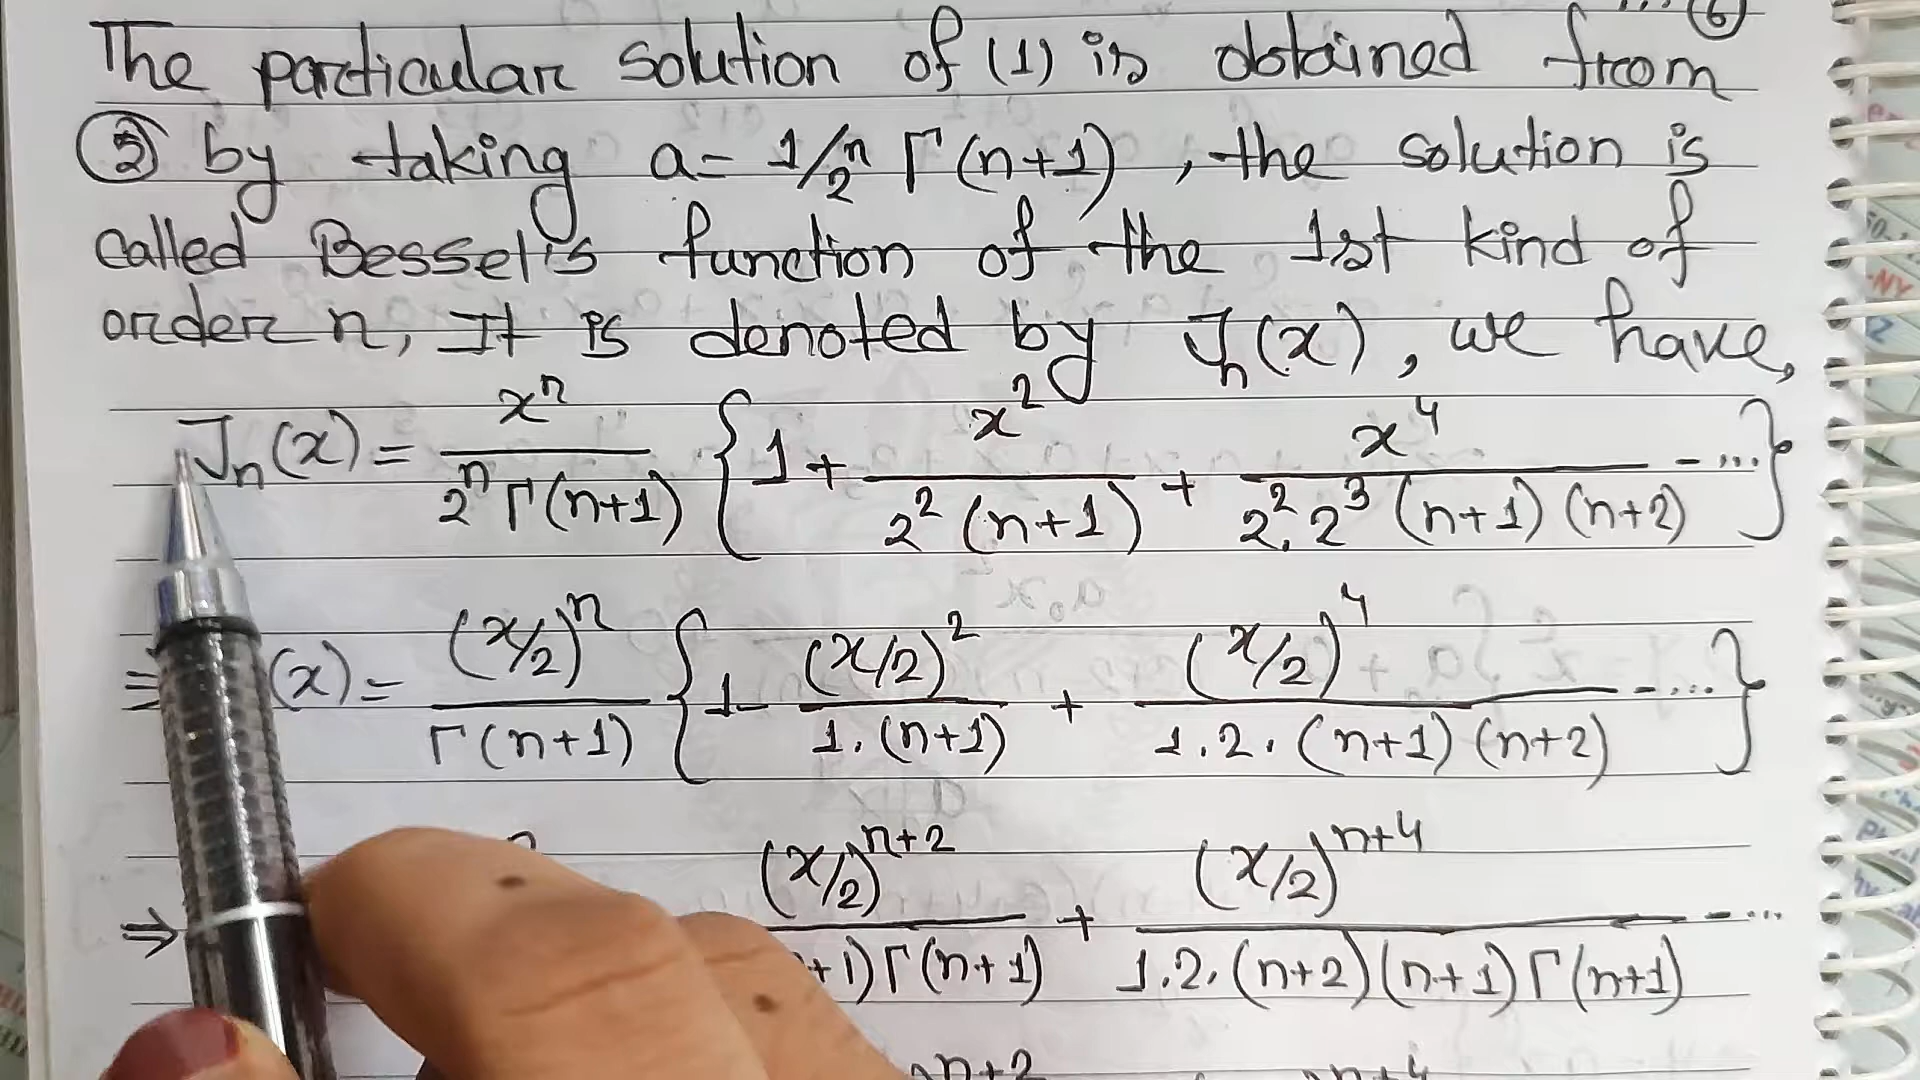 ... (6)
The particular solution of (1) is obtained from
(2) by taking a = 1/2^n Γ(n+1), the solution is
called Bessel's function of the 1st kind of
order n, It is denoted by J_n(x), we have,
J_n(x) = x^n / 2^n Γ(n+1) { 1 + x^2 / 2^2 (n+1) + x^4 / 2^2.2^3 (n+1)(n+2) - ... }
⇒ (x) = (x/2)^n / Γ(n+1) { 1 - (x/2)^2 / 1.(n+1) + (x/2)^4 / 1.2.(n+1)(n+2) - ... }
⇒ (x/2)^n+2 / +1)Γ(n+1) + (x/2)^n+4 / 1.2.(n+2)(n+1)Γ(n+1) - ...
n+2 n+4